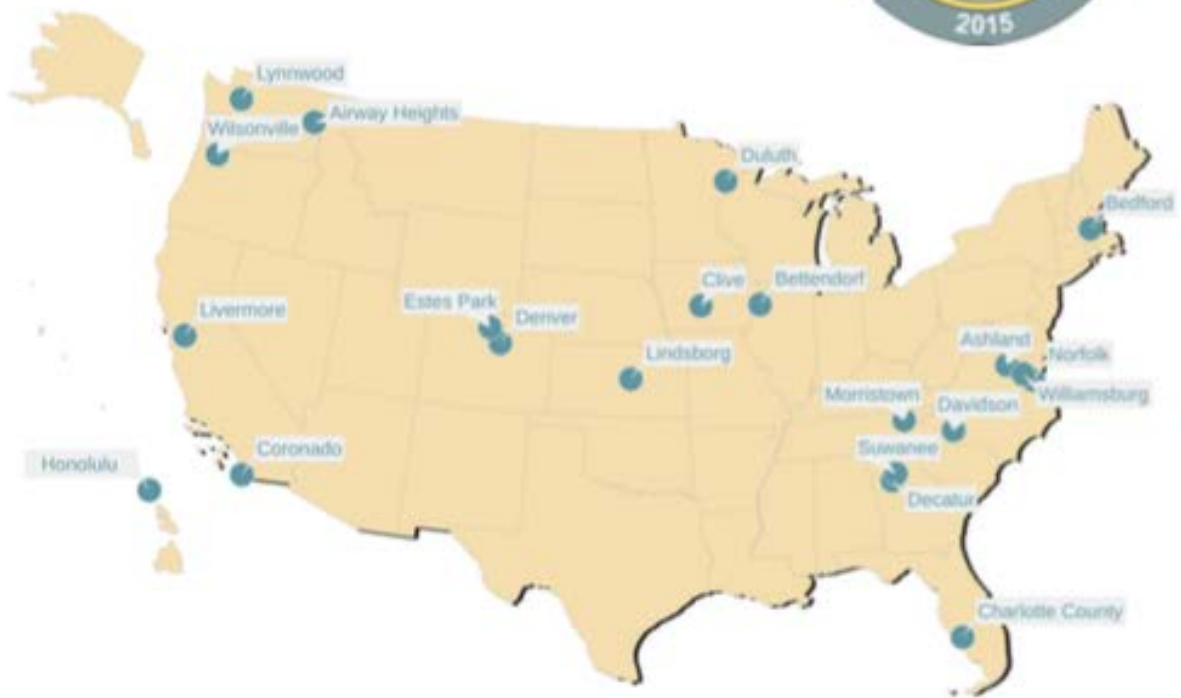 2015
Lynnwood
Airway Heights
Wilsonville
Duluth
Bedford
Clive
Bettendorf
Livermore
Estes Park
Denver
Lindsborg
Ashland
Norfolk
Williamsburg
Morristown
Davidson
Suwanee
Honolulu
Coronado
Decatur
Charlotte County